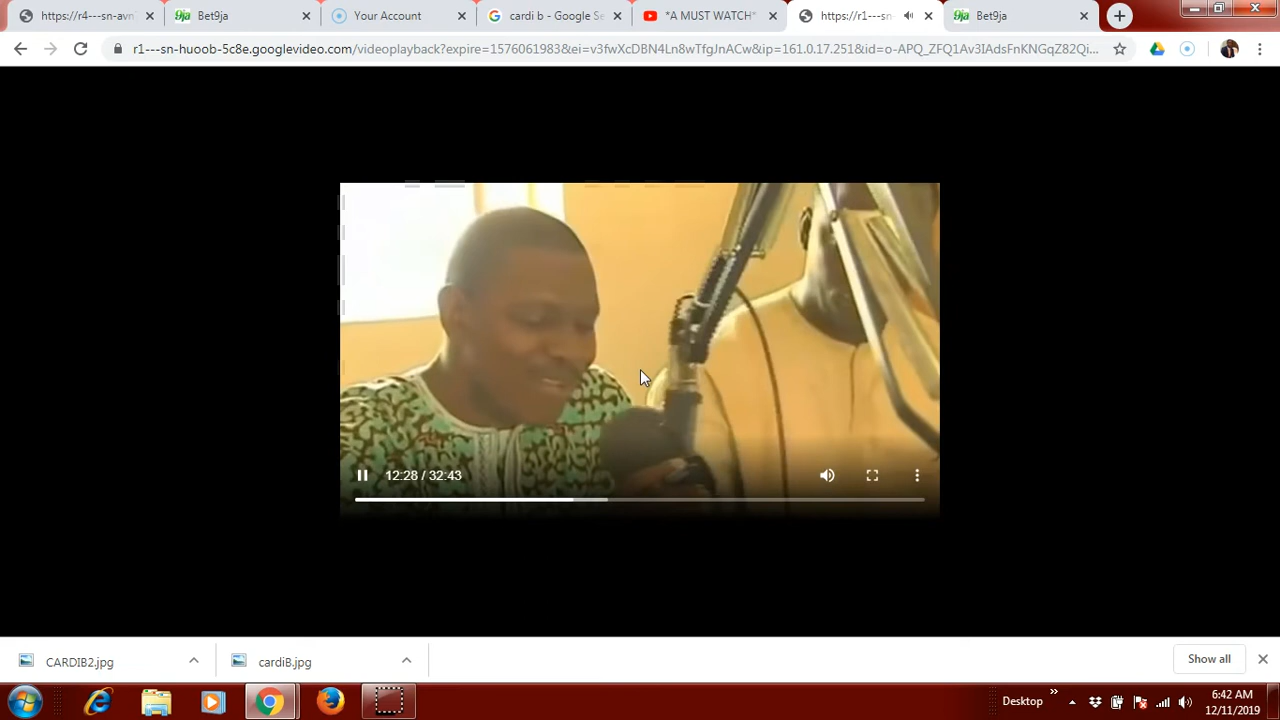 https://r4---sn-avn
Bet9ja
Your Account
cardi b - Google Se
*A MUST WATCH*
https://r1---sn-
Bet9ja
r1---sn-huoob-5c8e.googlevideo.com/videoplayback?expire=1576061983&ei=v3fwXcDBN4Ln8wTfgJnACw&ip=161.0.17.251&id=o-APQ_ZFQ1Av3IAdsFnKNGqZ82Qi...
12:28 / 32:43
CARDIB2.jpg
cardiB.jpg
Show all
Desktop
6:42 AM
12/11/2019